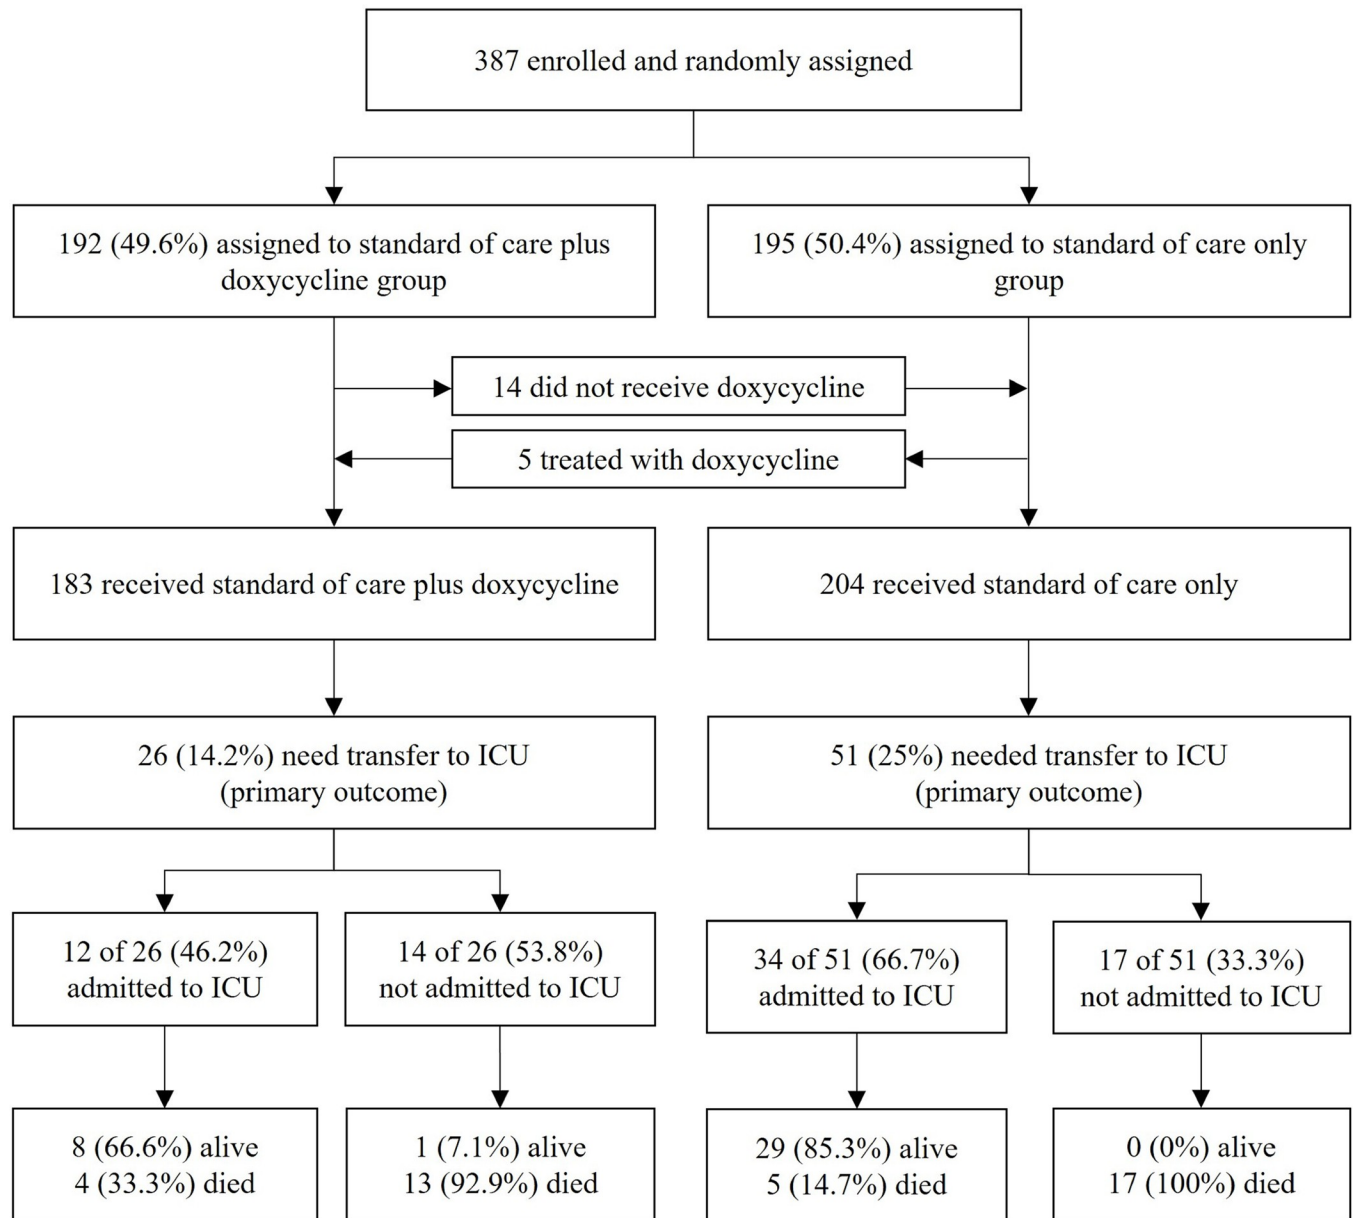 387 enrolled and randomly assigned
192 (49.6%) assigned to standard of care plus
doxycycline group
195 (50.4%) assigned to standard of care only
group
14 did not receive doxycycline
5 treated with doxycycline
183 received standard of care plus doxycycline
204 received standard of care only
26 (14.2%) need transfer to ICU
(primary outcome)
51 (25%) needed transfer to ICU
(primary outcome)
12 of 26 (46.2%)
admitted to ICU
14 of 26 (53.8%)
not admitted to ICU
34 of 51 (66.7%)
admitted to ICU
17 of 51 (33.3%)
not admitted to ICU
8 (66.6%) alive
4 (33.3%) died
1 (7.1%) alive
13 (92.9%) died
29 (85.3%) alive
5 (14.7%) died
0 (0%) alive
17 (100%) died